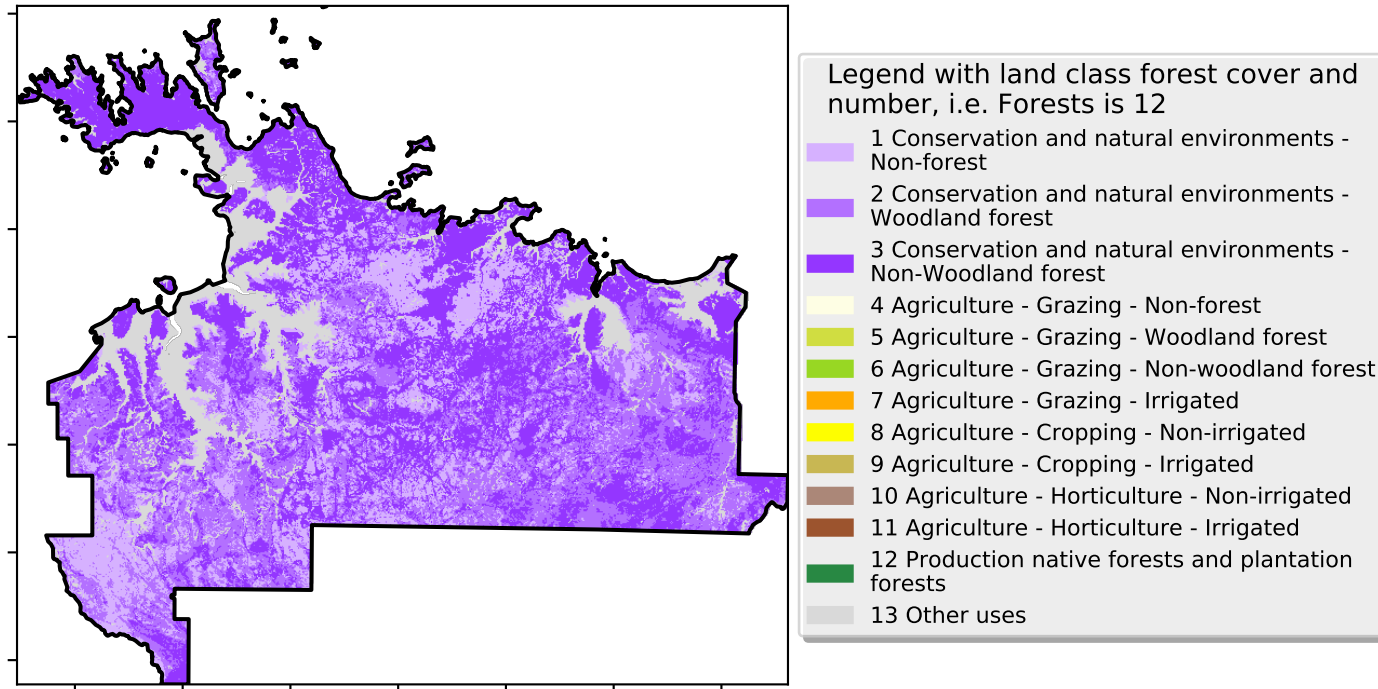 Legend with land class forest cover and
number, i.e. Forests is 12
1 Conservation and natural environments -
Non-forest
2 Conservation and natural environments -
Woodland forest
3 Conservation and natural environments -
Non-Woodland forest
4 Agriculture - Grazing - Non-forest
5 Agriculture - Grazing - Woodland forest
6 Agriculture - Grazing - Non-woodland forest
7 Agriculture - Grazing - Irrigated
8 Agriculture - Cropping - Non-irrigated
9 Agriculture - Cropping - Irrigated
10 Agriculture - Horticulture - Non-irrigated
11 Agriculture - Horticulture - Irrigated
12 Production native forests and plantation
forests
13 Other uses